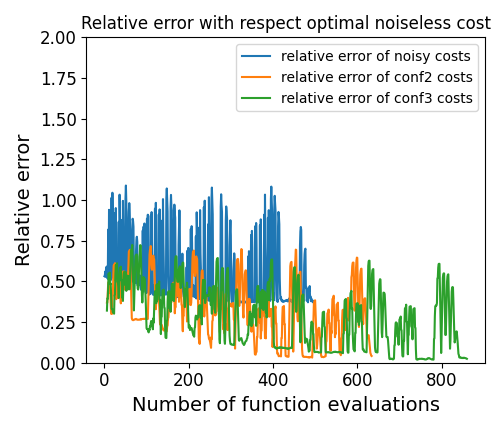 Relative error with respect optimal noiseless cost
relative error of noisy costs
relative error of conf2 costs
relative error of conf3 costs
2.00
1.75
1.50
1.25
1.00
0.75
0.50
0.25
0.00
Relative error
0 200 400 600 800
Number of function evaluations